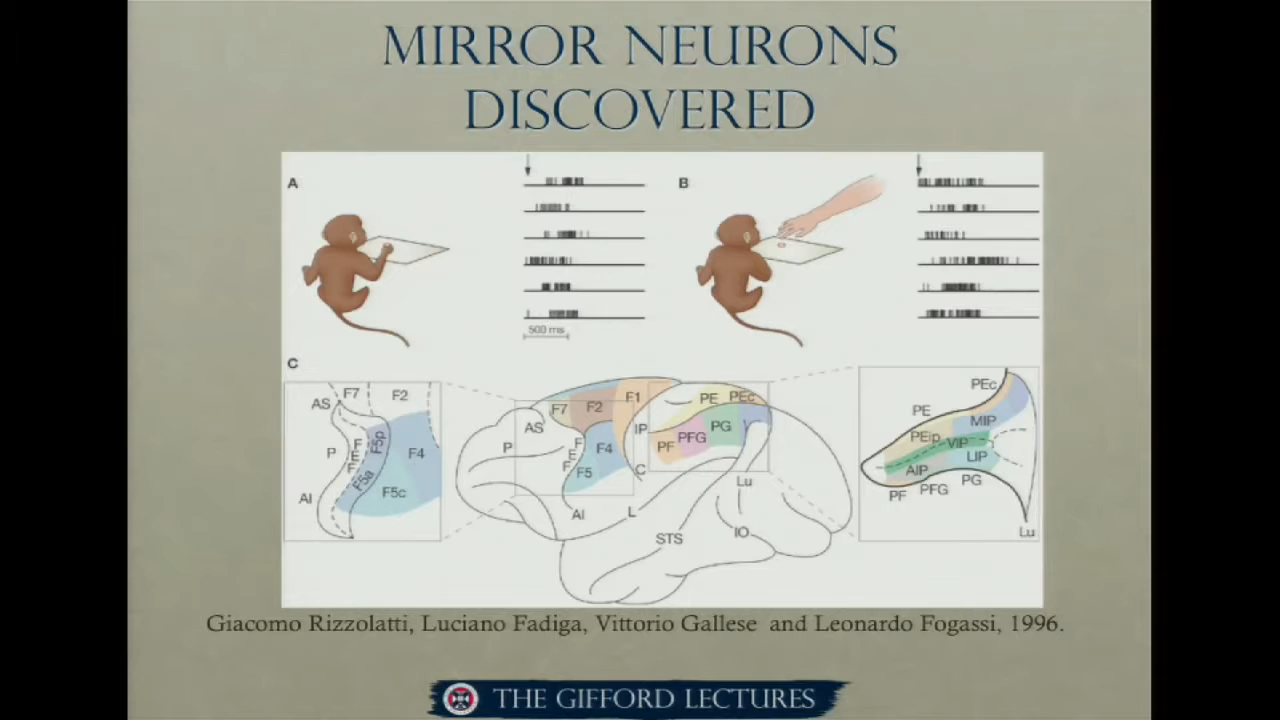 MIRROR NEURONS
DISCOVERED
A
B
500 ms
C
F7
F2
AS
P
F
E
F
F5p
F5a
F4
F5c
AI
F7
F2
F1
AS
P
F
E
F
F4
F5
AI
IP
C
L
PE
PEc
PF
PFG
PG
Lu
STS
IO
PEc
PE
MIP
PEip
VIP
LIP
AIP
PF
PFG
PG
Lu
Giacomo Rizzolatti, Luciano Fadiga, Vittorio Gallese and Leonardo Fogassi, 1996.
THE GIFFORD LECTURES